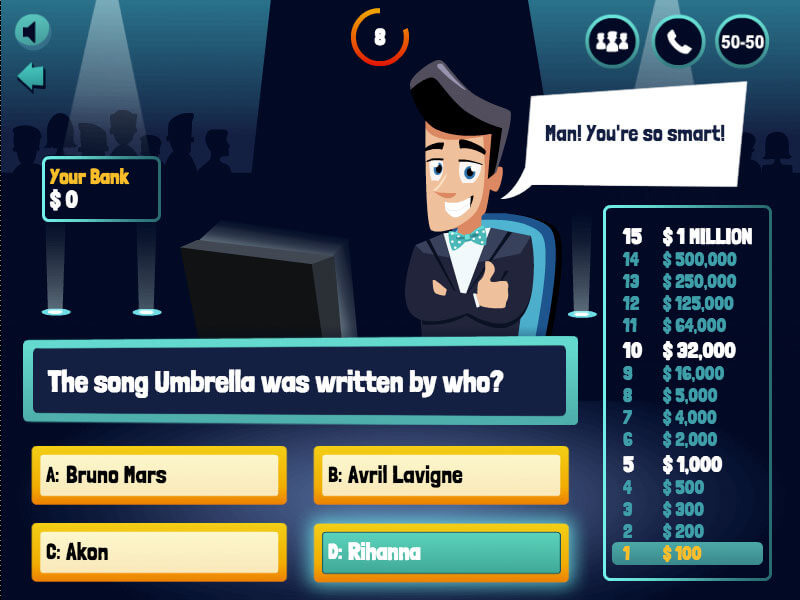 8
50-50
Man! You're so smart!
Your Bank
$ 0
15 $ 1 MILLION
14 $ 500,000
13 $ 250,000
12 $ 125,000
11 $ 64,000
10 $ 32,000
9 $ 16,000
8 $ 5,000
7 $ 4,000
6 $ 2,000
5 $ 1,000
4 $ 500
3 $ 300
2 $ 200
1 $ 100
The song Umbrella was written by who?
A: Bruno Mars
B: Avril Lavigne
C: Akon
D: Rihanna